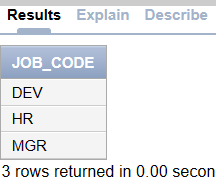 Results Explain Describe
JOB_CODE
DEV
HR
MGR
3 rows returned in 0.00 secon